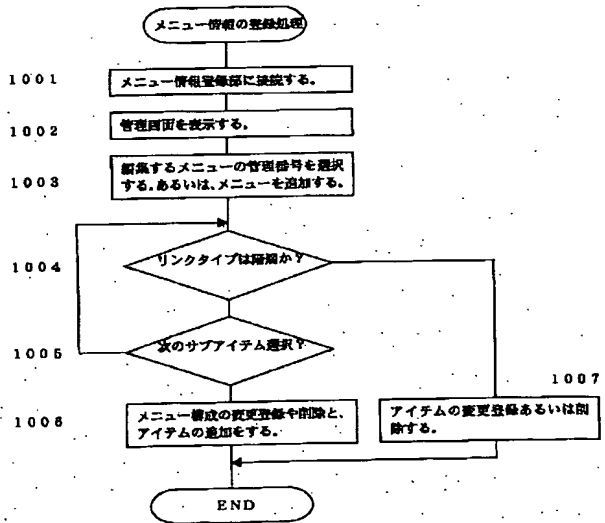 メニュー情報の登録処理
1001
メニュー情報登録部に接続する。
1002
管理画面を表示する。
1003
編集するメニューの管理番号を選択
する。あるいは、メニューを追加する。
1004
リンクタイプは階層か?
1005
次のサブアイテム選択?
1006
メニュー構成の変更登録や削除と、
アイテムの追加をする。
1007
アイテムの変更登録あるいは削
除する。
END